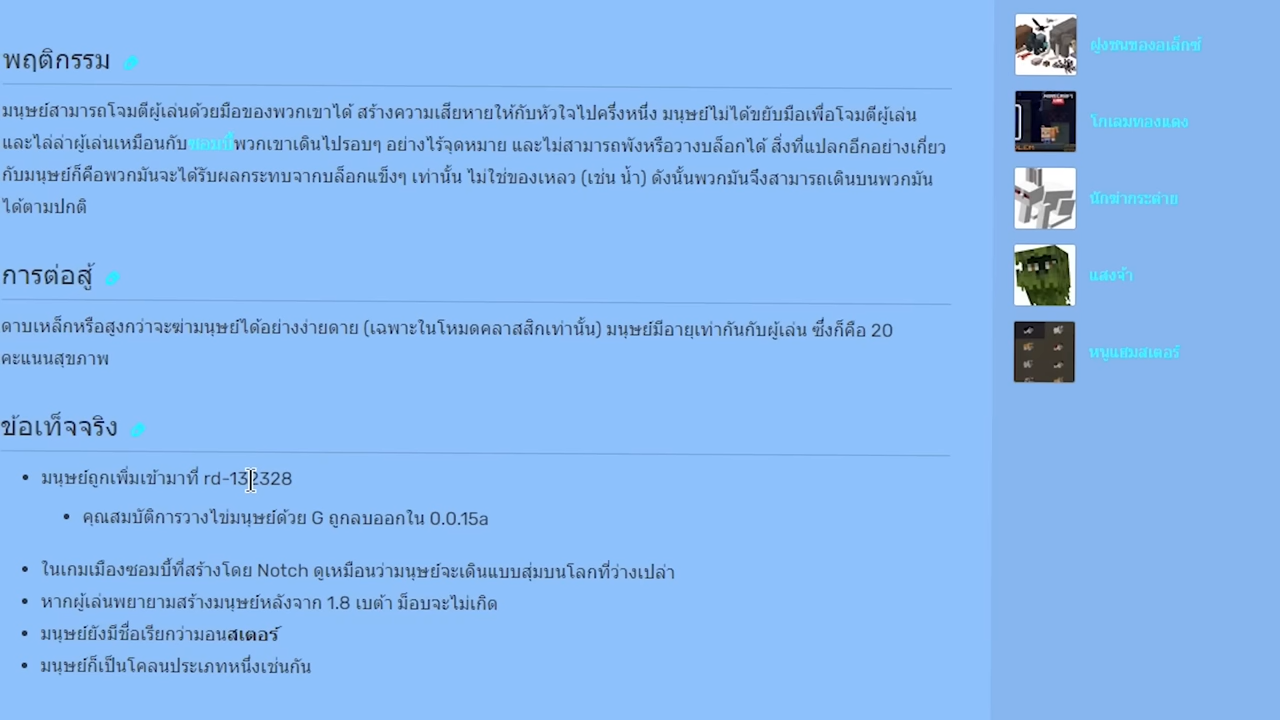 พฤติกรรม
มนุษย์สามารถโจมตีผู้เล่นด้วยมือของพวกเขาได้ สร้างความเสียหายให้กับหัวใจไปครึ่งหนึ่ง มนุษย์ไม่ได้ขยับมือเพื่อโจมตีผู้เล่น
และไล่ล่าผู้เล่นเหมือนกับซอมบี้พวกเขาเดินไปรอบๆ อย่างไร้จุดหมาย และไม่สามารถพังหรือวางบล็อกได้ สิ่งที่แปลกอีกอย่างเกี่ยว
กับมนุษย์ก็คือพวกมันจะได้รับผลกระทบจากบล็อกแข็งๆ เท่านั้น ไม่ใช่ของเหลว (เช่น น้ำ) ดังนั้นพวกมันจึงสามารถเดินบนพวกมัน
ได้ตามปกติ
การต่อสู้
ดาบเหล็กหรือสูงกว่าจะฆ่ามนุษย์ได้อย่างง่ายดาย (เฉพาะในโหมดคลาสสิกเท่านั้น) มนุษย์มีอายุเท่ากันกับผู้เล่น ซึ่งก็คือ 20
คะแนนสุขภาพ
ข้อเท็จจริง
มนุษย์ถูกเพิ่มเข้ามาที่ rd-132328
คุณสมบัติการวางไข่มนุษย์ด้วย G ถูกลบออกใน 0.0.15a
ในเกมเมืองซอมบี้ที่สร้างโดย Notch ดูเหมือนว่ามนุษย์จะเดินแบบสุ่มบนโลกที่ว่างเปล่า
หากผู้เล่นพยายามสร้างมนุษย์หลังจาก 1.8 เบต้า ม็อบจะไม่เกิด
มนุษย์ยังมีชื่อเรียกว่ามอนสเตอร์
มนุษย์ก็เป็นโคลนประเภทหนึ่งเช่นกัน
ฝูงชนของอเล็กซ์
โกเลมทองแดง
นักฆ่ากระต่าย
แสงจ้า
หนูแฮมสเตอร์